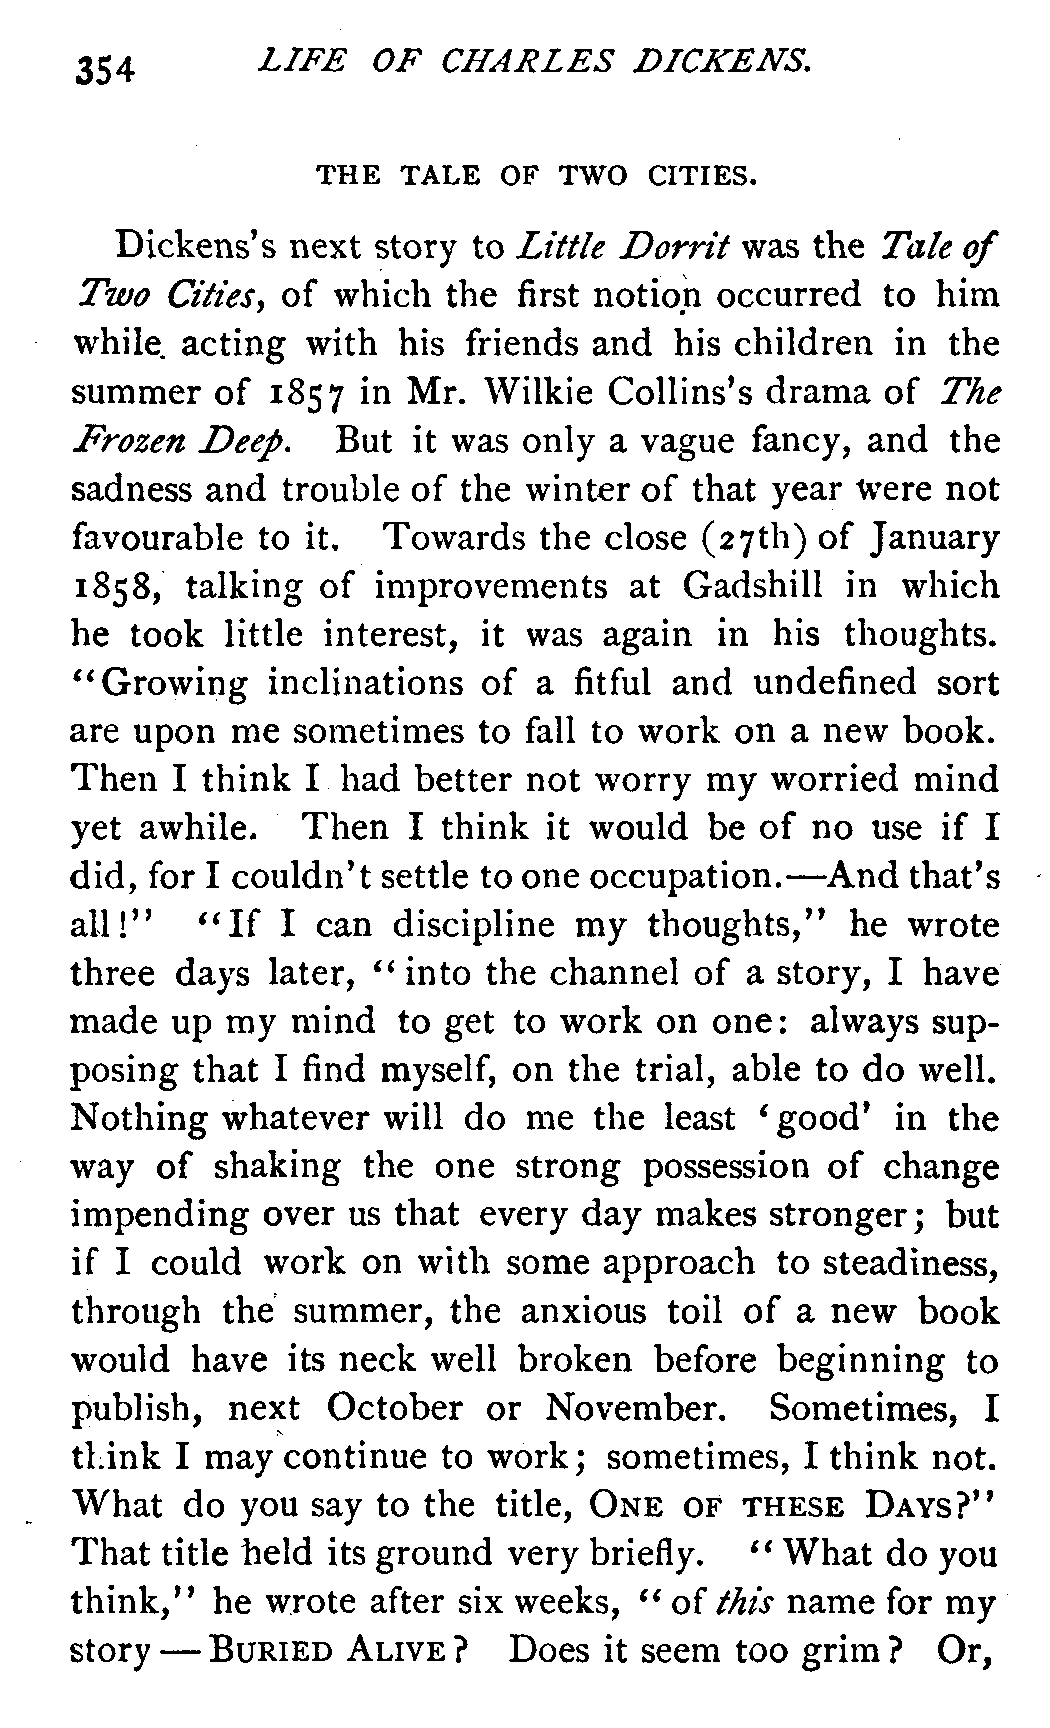 354 LIFE OF CHARLES DICKENS.
THE TALE OF TWO CITIES.
Dickens's next story to Little Dorrit was the Tale of
Two Cities, of which the first notion occurred to him
while acting with his friends and his children in the
summer of 1857 in Mr. Wilkie Collins's drama of The
Frozen Deep. But it was only a vague fancy, and the
sadness and trouble of the winter of that year were not
favourable to it. Towards the close (27th) of January
1858, talking of improvements at Gadshill in which
he took little interest, it was again in his thoughts.
"Growing inclinations of a fitful and undefined sort
are upon me sometimes to fall to work on a new book.
Then I think I had better not worry my worried mind
yet awhile. Then I think it would be of no use if I
did, for I couldn't settle to one occupation.—And that's
all!" "If I can discipline my thoughts," he wrote
three days later, "into the channel of a story, I have
made up my mind to get to work on one: always sup-
posing that I find myself, on the trial, able to do well.
Nothing whatever will do me the least 'good' in the
way of shaking the one strong possession of change
impending over us that every day makes stronger; but
if I could work on with some approach to steadiness,
through the summer, the anxious toil of a new book
would have its neck well broken before beginning to
publish, next October or November. Sometimes, I
think I may continue to work; sometimes, I think not.
What do you say to the title, ONE OF THESE DAYS?"
That title held its ground very briefly. "What do you
think," he wrote after six weeks, "of this name for my
story—BURIED ALIVE? Does it seem too grim? Or,